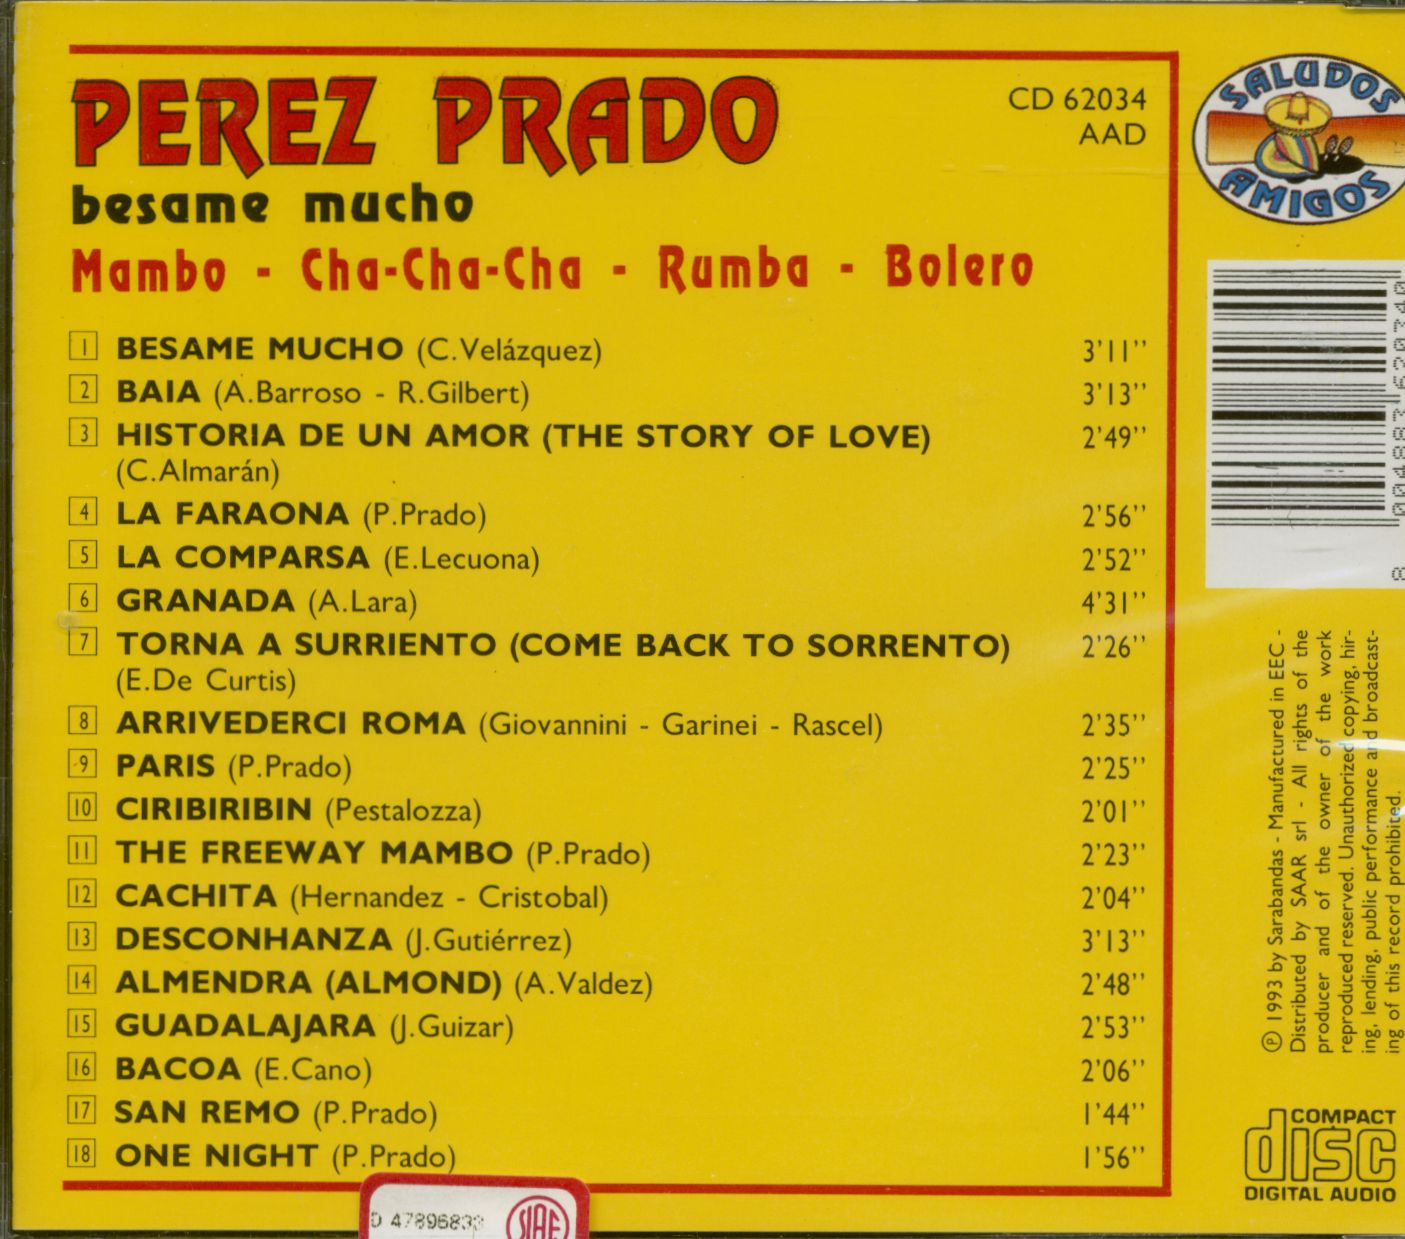 PEREZ PRADO
besame mucho
Mambo - Cha-Cha-Cha - Rumba - Bolero
CD 62034
AAD
SALUDOS
AMIGOS
1 BESAME MUCHO (C.Velázquez) 3'11''
2 BAIA (A.Barroso - R.Gilbert) 3'13''
3 HISTORIA DE UN AMOR (THE STORY OF LOVE) 2'49''
(C.Almarán)
4 LA FARAONA (P.Prado) 2'56''
5 LA COMPARSA (E.Lecuona) 2'52''
6 GRANADA (A.Lara) 4'31''
7 TORNA A SURRIENTO (COME BACK TO SORRENTO) 2'26''
(E.De Curtis)
8 ARRIVEDERCI ROMA (Giovannini - Garinei - Rascel) 2'35''
9 PARIS (P.Prado) 2'25''
10 CIRIBIRIBIN (Pestalozza) 2'01''
11 THE FREEWAY MAMBO (P.Prado) 2'23''
12 CACHITA (Hernandez - Cristobal) 2'04''
13 DESCONHANZA (J.Gutiérrez) 3'13''
14 ALMENDRA (ALMOND) (A.Valdez) 2'48''
15 GUADALAJARA (J.Guizar) 2'53''
16 BACOA (E.Cano) 2'06''
17 SAN REMO (P.Prado) 1'44''
18 ONE NIGHT (P.Prado) 1'56''
8 004883 620340
℗ 1993 by Sarabandas - Manufactured in EEC -
Distributed by SAAR srl - All rights of the
producer and of the owner of the work
reproduced reserved. Unauthorized copying, hir-
ing, lending, public performance and broadcast-
ing of this record prohibited.
COMPACT
disc
DIGITAL AUDIO
D 47896833
SIAE